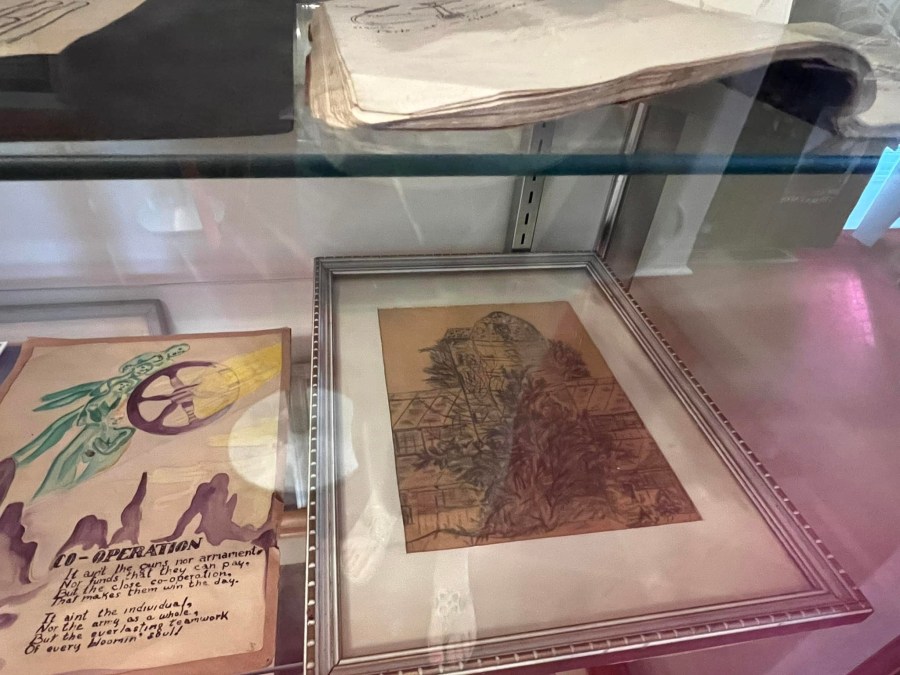 CO-OPERATION
It ain't the guns nor armament,
Nor funds that they can pay,
But the close co-operation,
That makes them win the day.
It aint the individual,
Nor the army as a whole,
But the everlasting teamwork
Of every bloomin' soul!